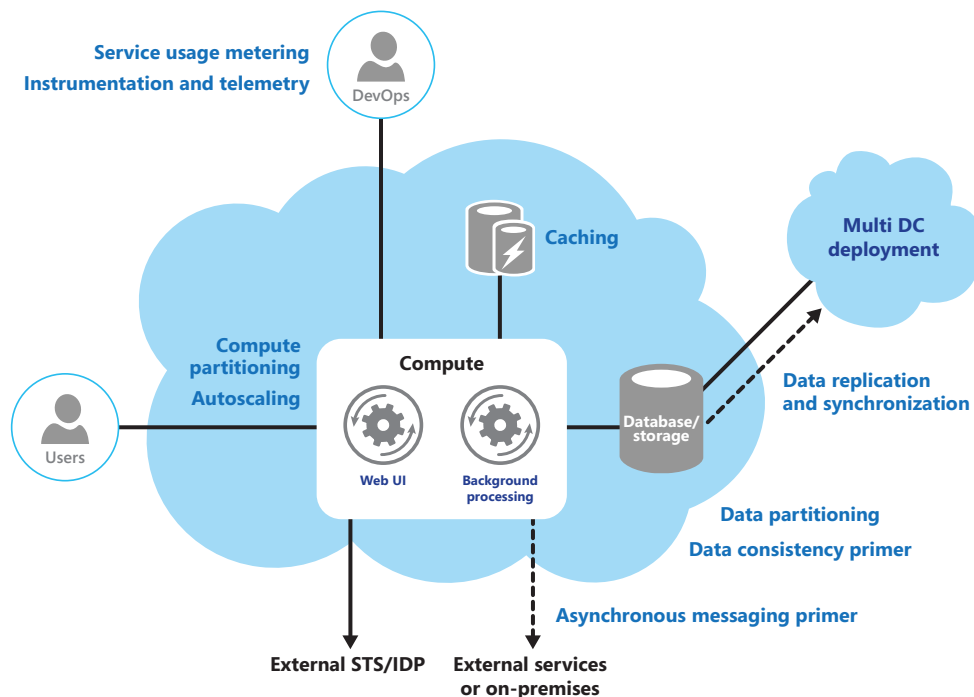 Service usage metering
Instrumentation and telemetry
DevOps
Caching
Multi DC
deployment
Compute
partitioning
Autoscaling
Compute
Data replication
and synchronization
Database/
storage
Users
Web UI
Background
processing
Data partitioning
Data consistency primer
Asynchronous messaging primer
External STS/IDP
External services
or on-premises